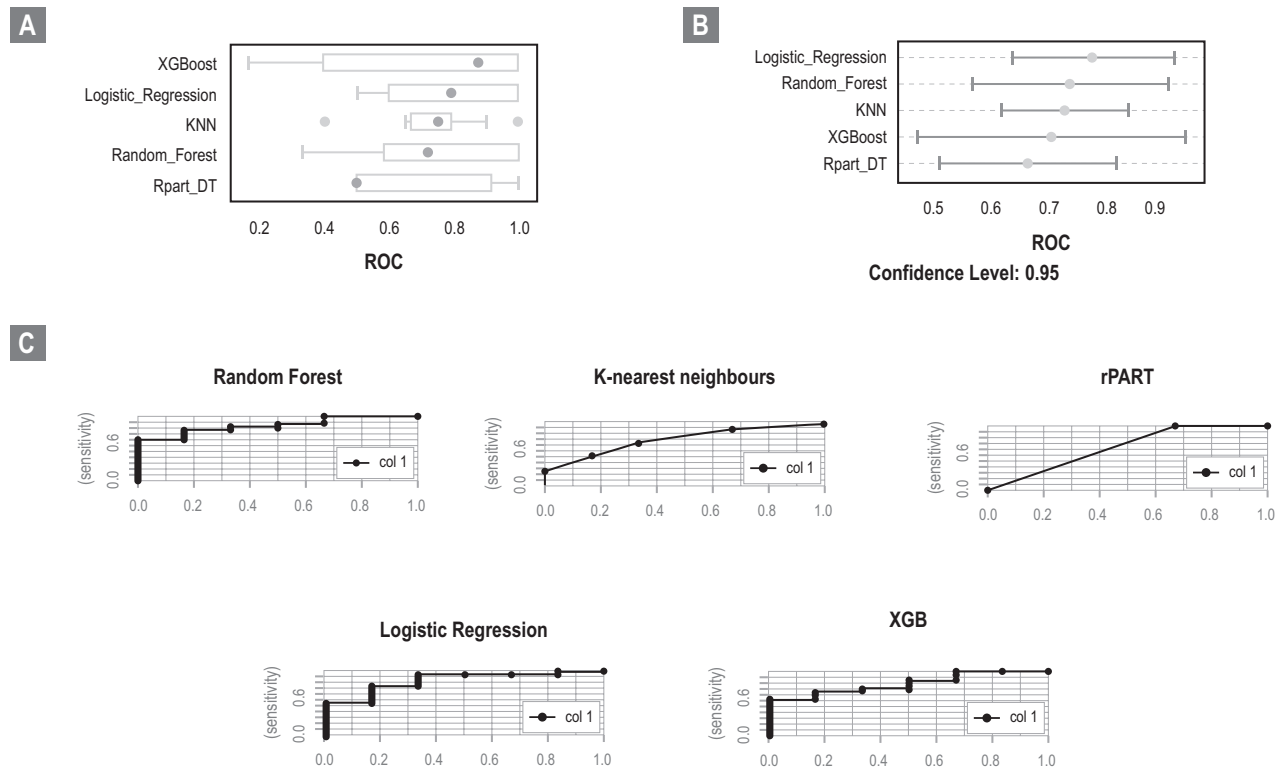 A
XGBoost
Logistic_Regression
KNN
Random_Forest
Rpart_DT
0.2 0.4 0.6 0.8 1.0
ROC
B
Logistic_Regression
Random_Forest
KNN
XGBoost
Rpart_DT
0.5 0.6 0.7 0.8 0.9
ROC
Confidence Level: 0.95
C
Random Forest
(sensitivity)
0.6
0.0
col 1
0.0 0.2 0.4 0.6 0.8 1.0
K-nearest neighbours
(sensitivity)
0.6
0.0
col 1
0.0 0.2 0.4 0.6 0.8 1.0
rPART
(sensitivity)
0.6
0.0
col 1
0.0 0.2 0.4 0.6 0.8 1.0
Logistic Regression
(sensitivity)
0.6
0.0
col 1
0.0 0.2 0.4 0.6 0.8 1.0
XGB
(sensitivity)
0.6
0.0
col 1
0.0 0.2 0.4 0.6 0.8 1.0